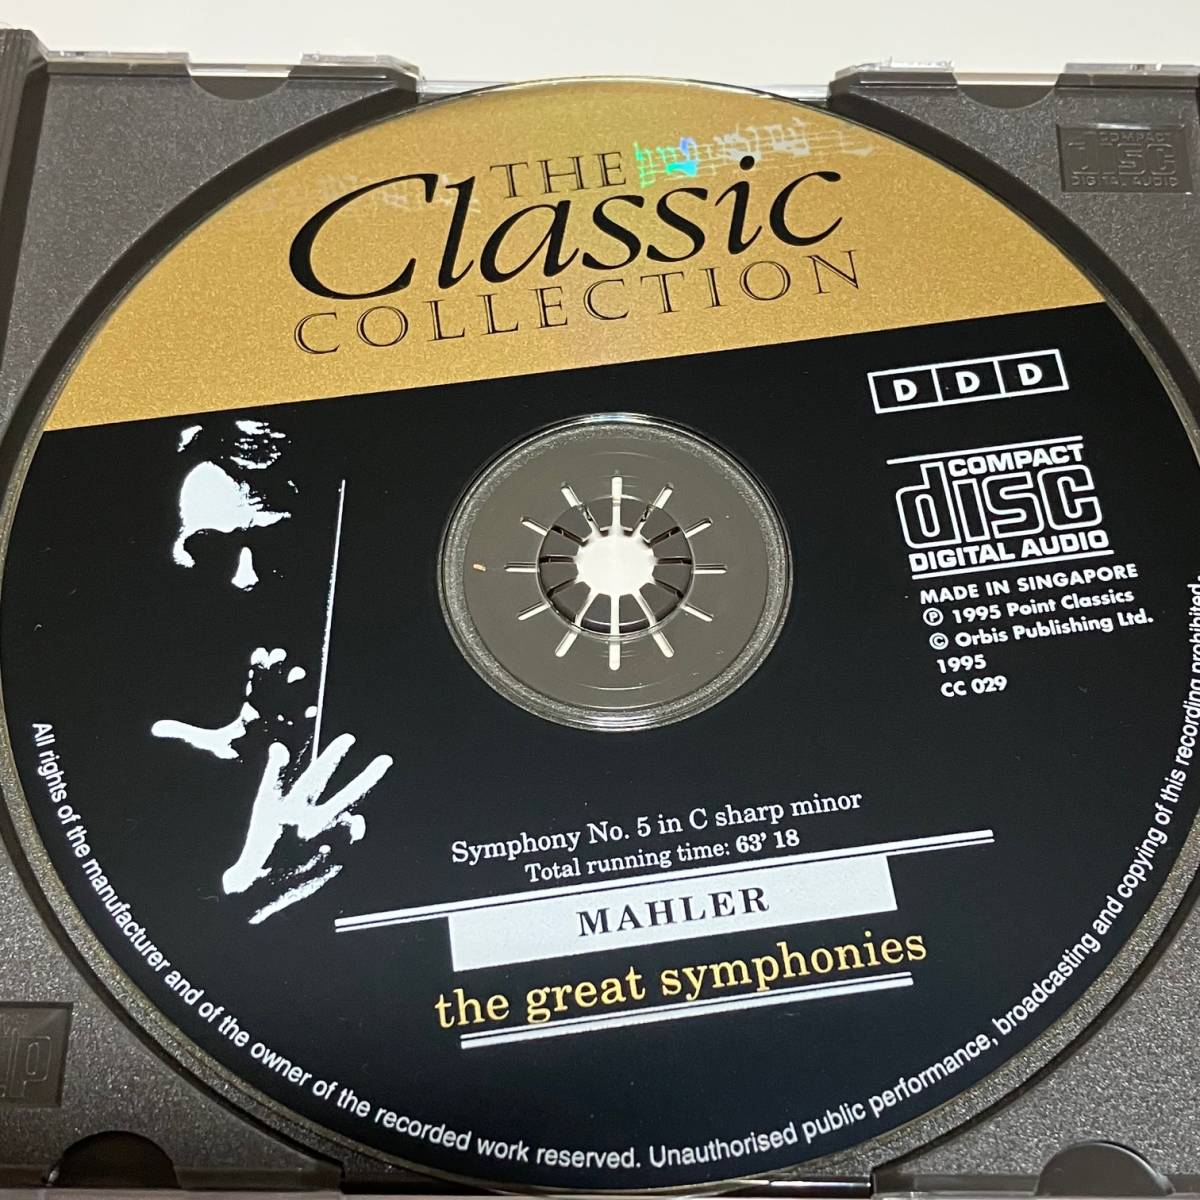 THE
Classic
COLLECTION
D D D
COMPACT
disc
DIGITAL AUDIO
MADE IN SINGAPORE
℗ 1995 Point Classics
© Orbis Publishing Ltd.
1995
CC 029
Symphony No. 5 in C sharp minor
Total running time: 63' 18
MAHLER
the great symphonies
All rights of the manufacturer and of the owner of the recorded work reserved. Unauthorised public performance, broadcasting and copying of this recording prohibited.
COMPACT
disc
DIGITAL AUDIO